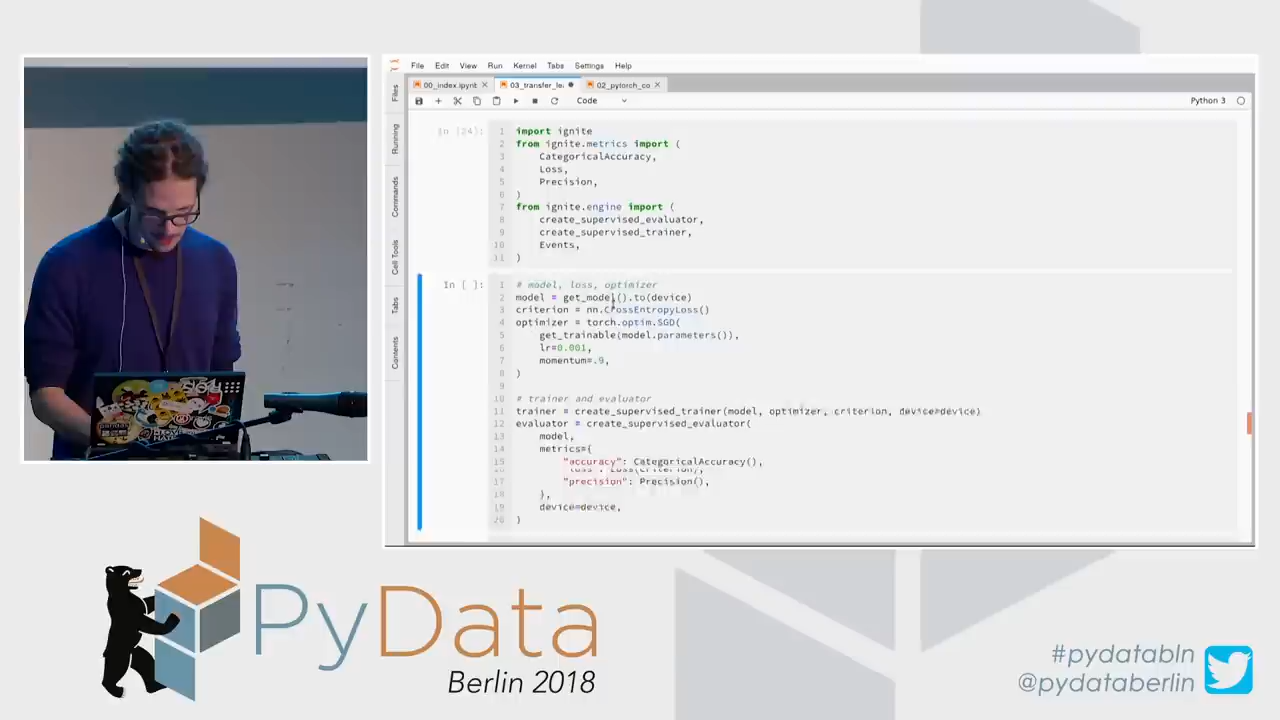 File Edit View Run Kernel Tabs Settings Help
00_index.ipynb 03_transfer_le 02_pytorch_co
Code Python 3
Files
Running
Commands
Cell Tools
Tabs
Contents
In [24]:
1 import ignite
2 from ignite.metrics import (
3 CategoricalAccuracy,
4 Loss,
5 Precision,
6 )
7 from ignite.engine import (
8 create_supervised_evaluator,
9 create_supervised_trainer,
10 Events,
11 )
In [ ]:
1 # model, loss, optimizer
2 model = get_model().to(device)
3 criterion = nn.CrossEntropyLoss()
4 optimizer = torch.optim.SGD(
5 get_trainable(model.parameters()),
6 lr=0.001,
7 momentum=.9,
8 )
9
10 # trainer and evaluator
11 trainer = create_supervised_trainer(model, optimizer, criterion, device=device)
12 evaluator = create_supervised_evaluator(
13 model,
14 metrics={
15 "accuracy": CategoricalAccuracy(),
16 "loss": Loss(criterion),
17 "precision": Precision(),
18 },
19 device=device,
20 )
PyData
Berlin 2018
#pydatabln
@pydataberlin